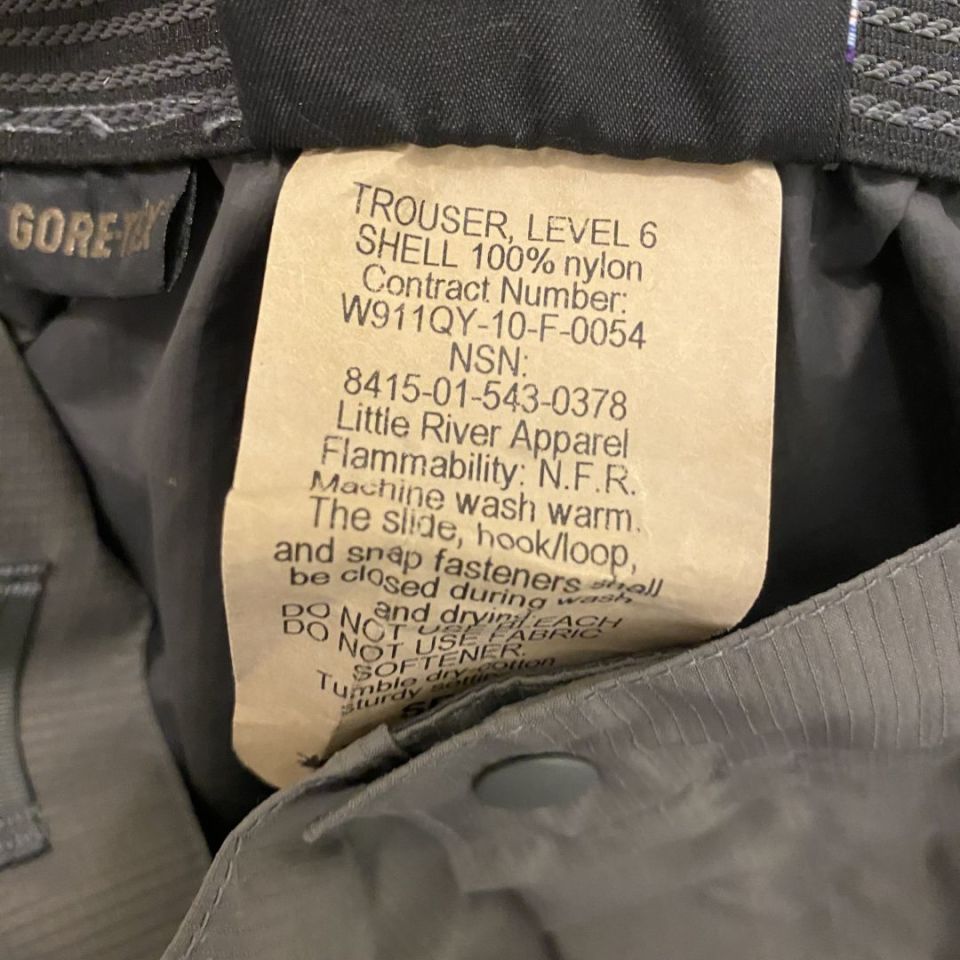 GORE-TEX
TROUSER, LEVEL 6
SHELL 100% nylon
Contract Number:
W911QY-10-F-0054
NSN:
8415-01-543-0378
Little River Apparel
Flammability: N.F.R.
Machine wash warm.
The slide, hook/loop,
and snap fasteners shall
be closed during wash
and drying.
DO NOT USE BLEACH
DO NOT USE FABRIC
SOFTENER.
Tumble dry-cotton
sturdy